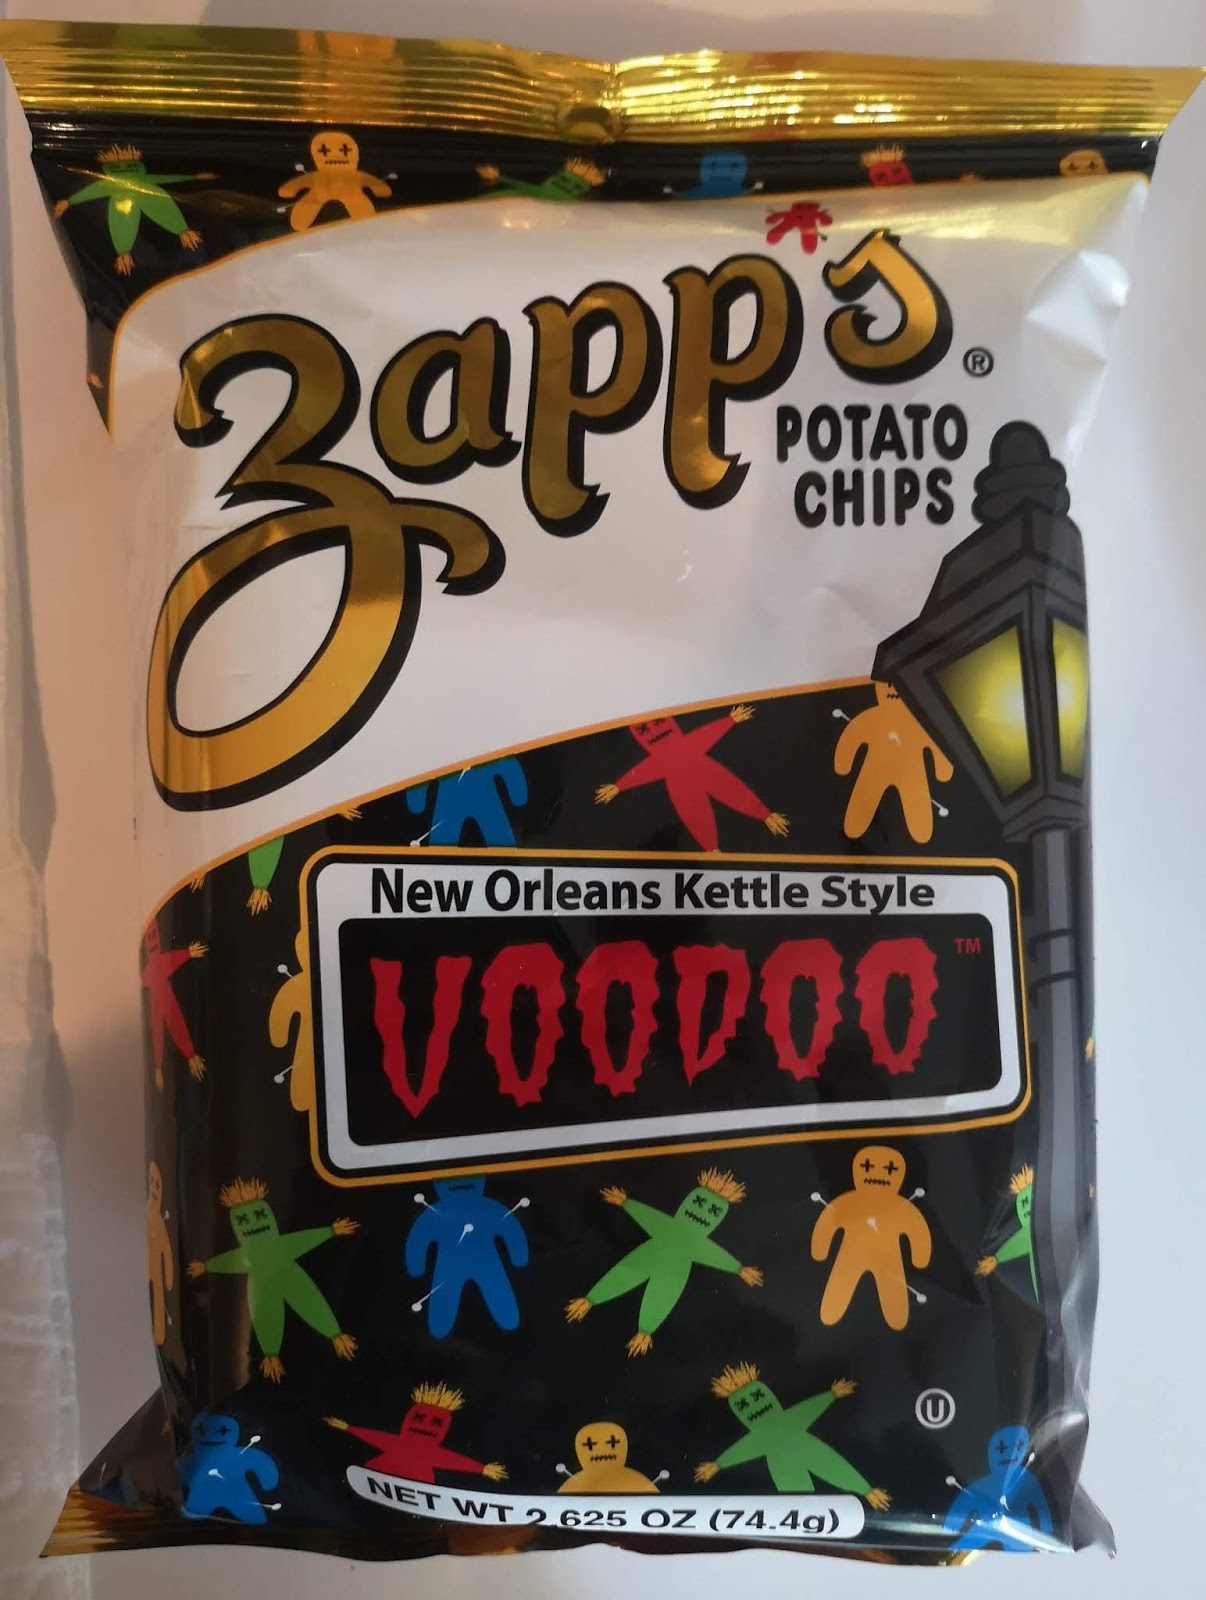 Zapp's®
POTATO
CHIPS
New Orleans Kettle Style
VOODOO™
U
NET WT 2.625 OZ (74.4g)